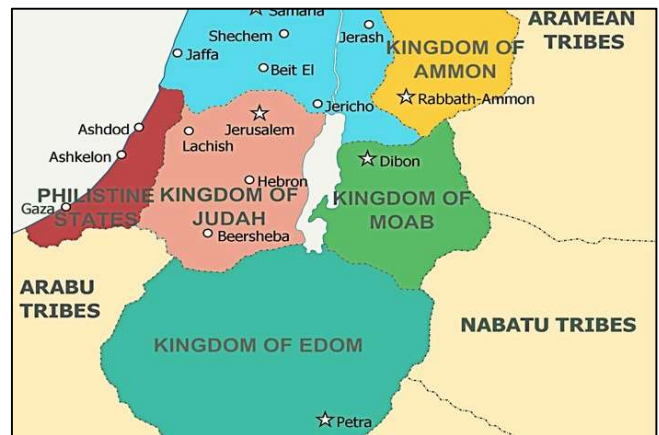 Samaria
ARAMEAN
TRIBES
Shechem
Jerash
KINGDOM OF
AMMON
Jaffa
Beit El
Rabbath-Ammon
Jericho
Ashdod
Jerusalem
Lachish
Ashkelon
Dibon
Hebron
PHILISTINE
STATES
KINGDOM OF
JUDAH
KINGDOM OF
MOAB
Gaza
Beersheba
ARABU
TRIBES
NABATU TRIBES
KINGDOM OF EDOM
Petra